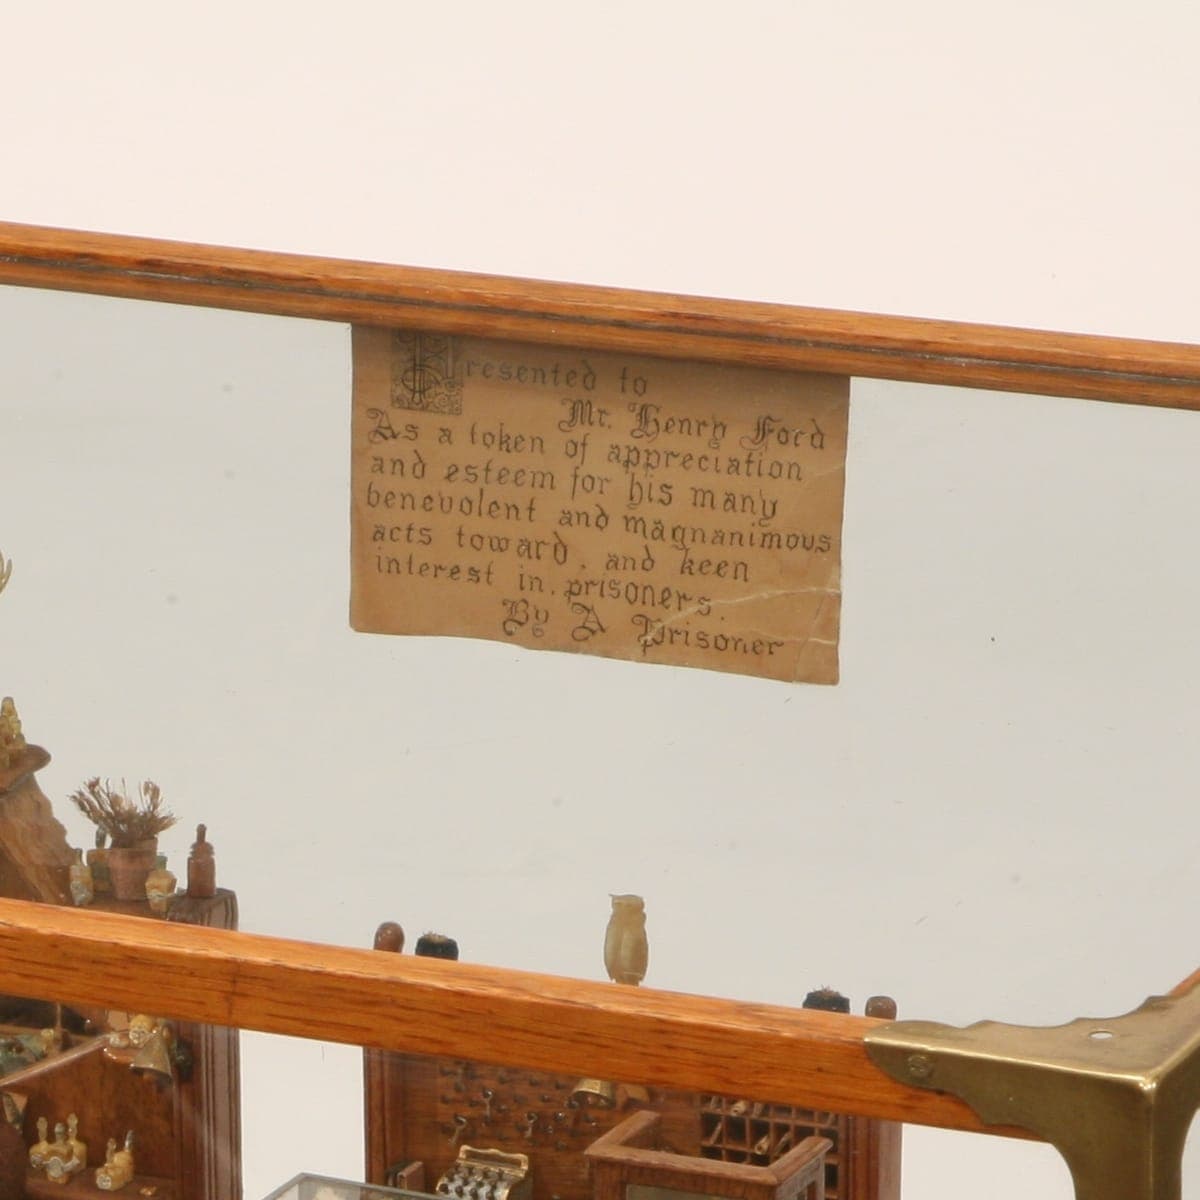 Presented to
Mr. Henry Ford
As a token of appreciation
and esteem for his many
benevolent and magnanimous
acts toward, and keen
interest in, prisoners.
By A Prisoner